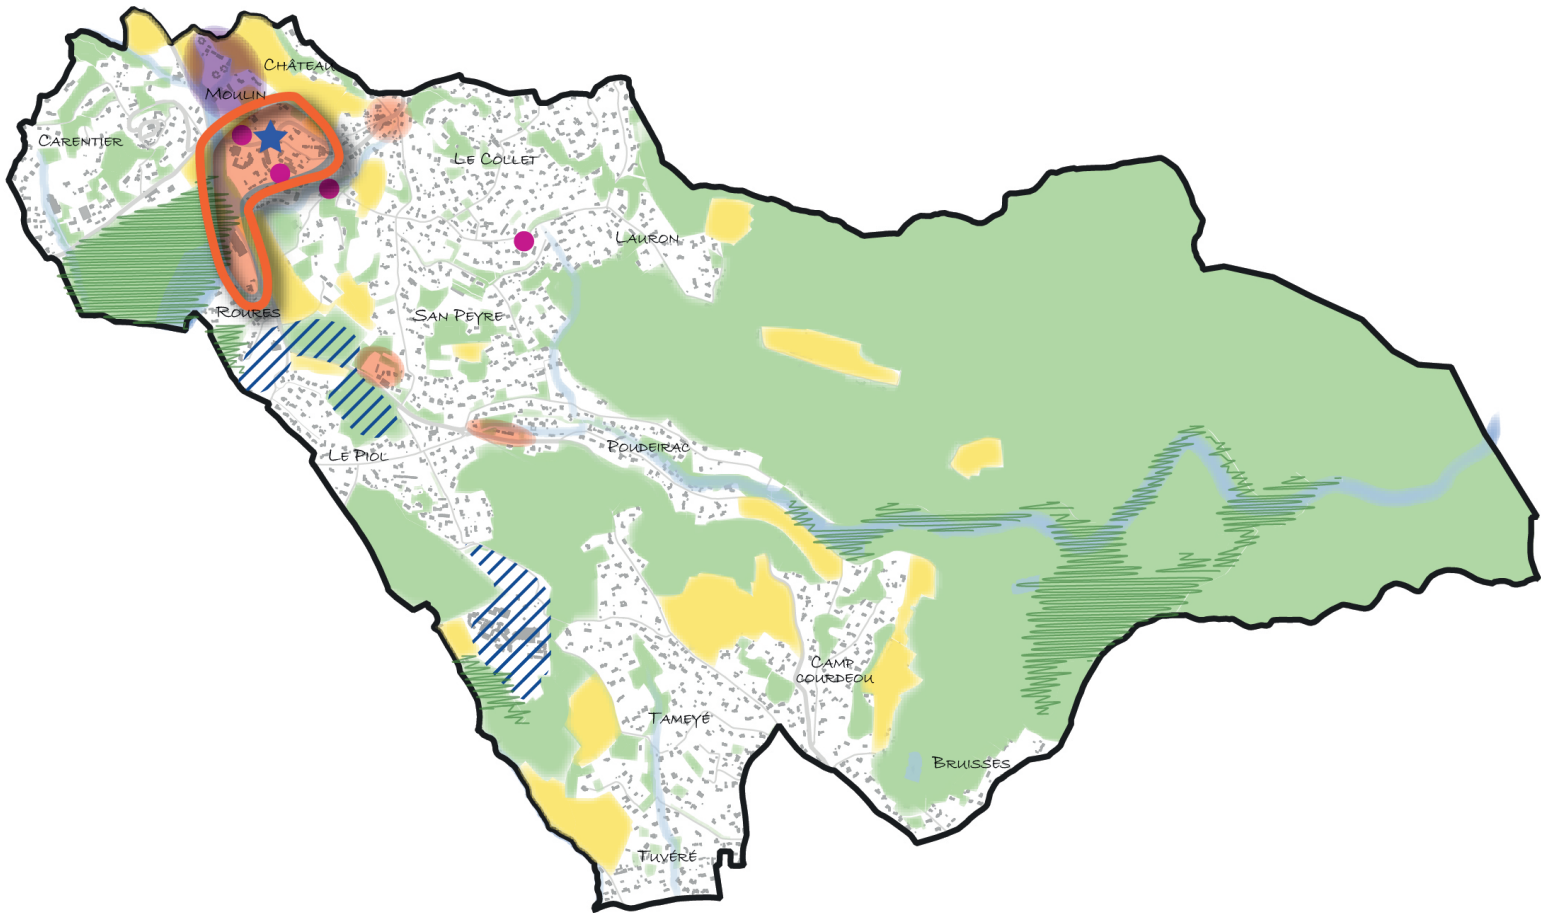 CHÂTEAU
MOULIN
CARENTIER
LE COLLET
LAURON
ROURES
SAN PEYRE
POUDEIRAC
LE PIOL
CAMP
COURDEOU
TAMEYÉ
BRUISSES
TUVÉRÉ